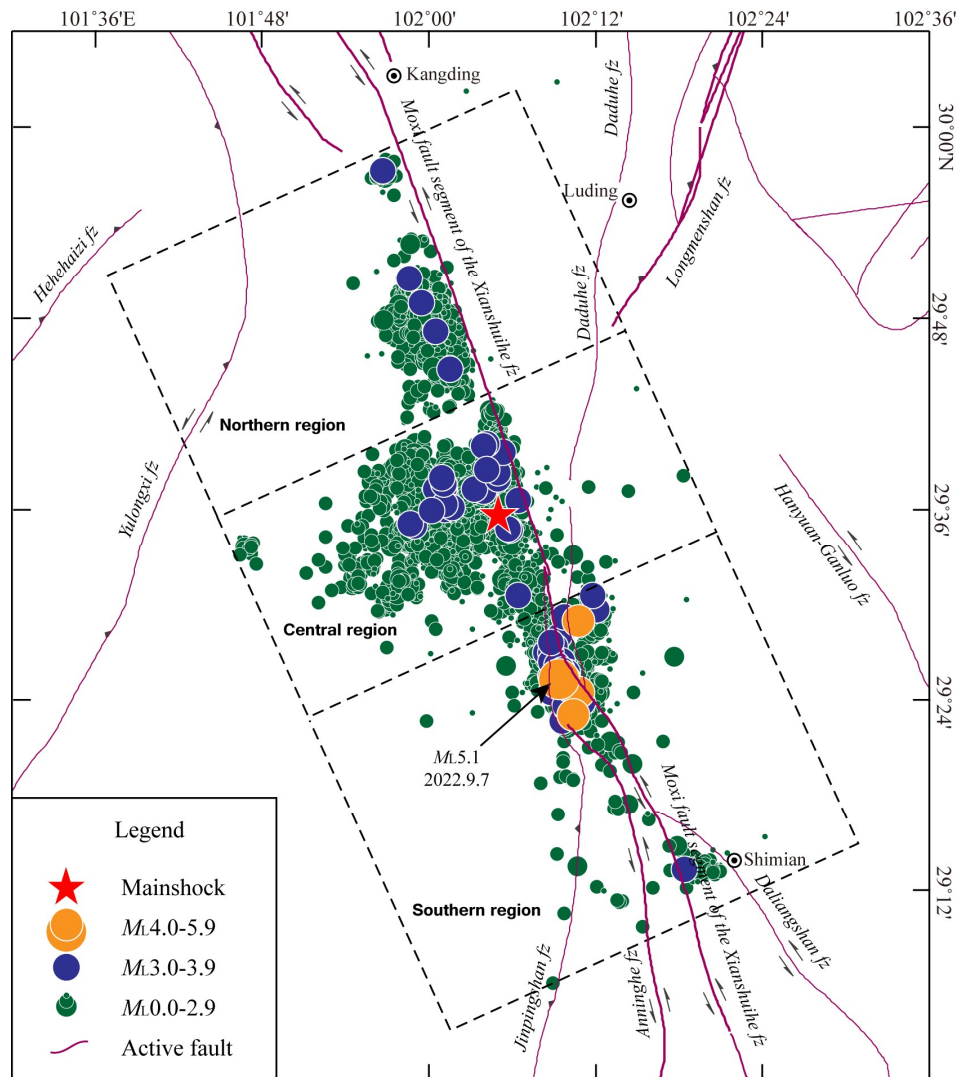 101°36'E 101°48' 102°00' 102°12' 102°24' 102°36'
Kangding
30°00'N
Daduhe fz
Moxi fault segment of the Xianshuihe fz
Luding
Longmenshan fz
Hehehaizi fz
Daduhe fz
29°48'
Northern region
Yulongxi fz
29°36'
Hanyuan-Ganluo fz
Central region
29°24'
ML5.1
2022.9.7
Moxi fault segment of the Xianshuihe fz
Shimian
Daliangshan fz
29°12'
Southern region
Jinpingshan fz
Anninghe fz
Legend
Mainshock
ML4.0-5.9
ML3.0-3.9
ML0.0-2.9
Active fault